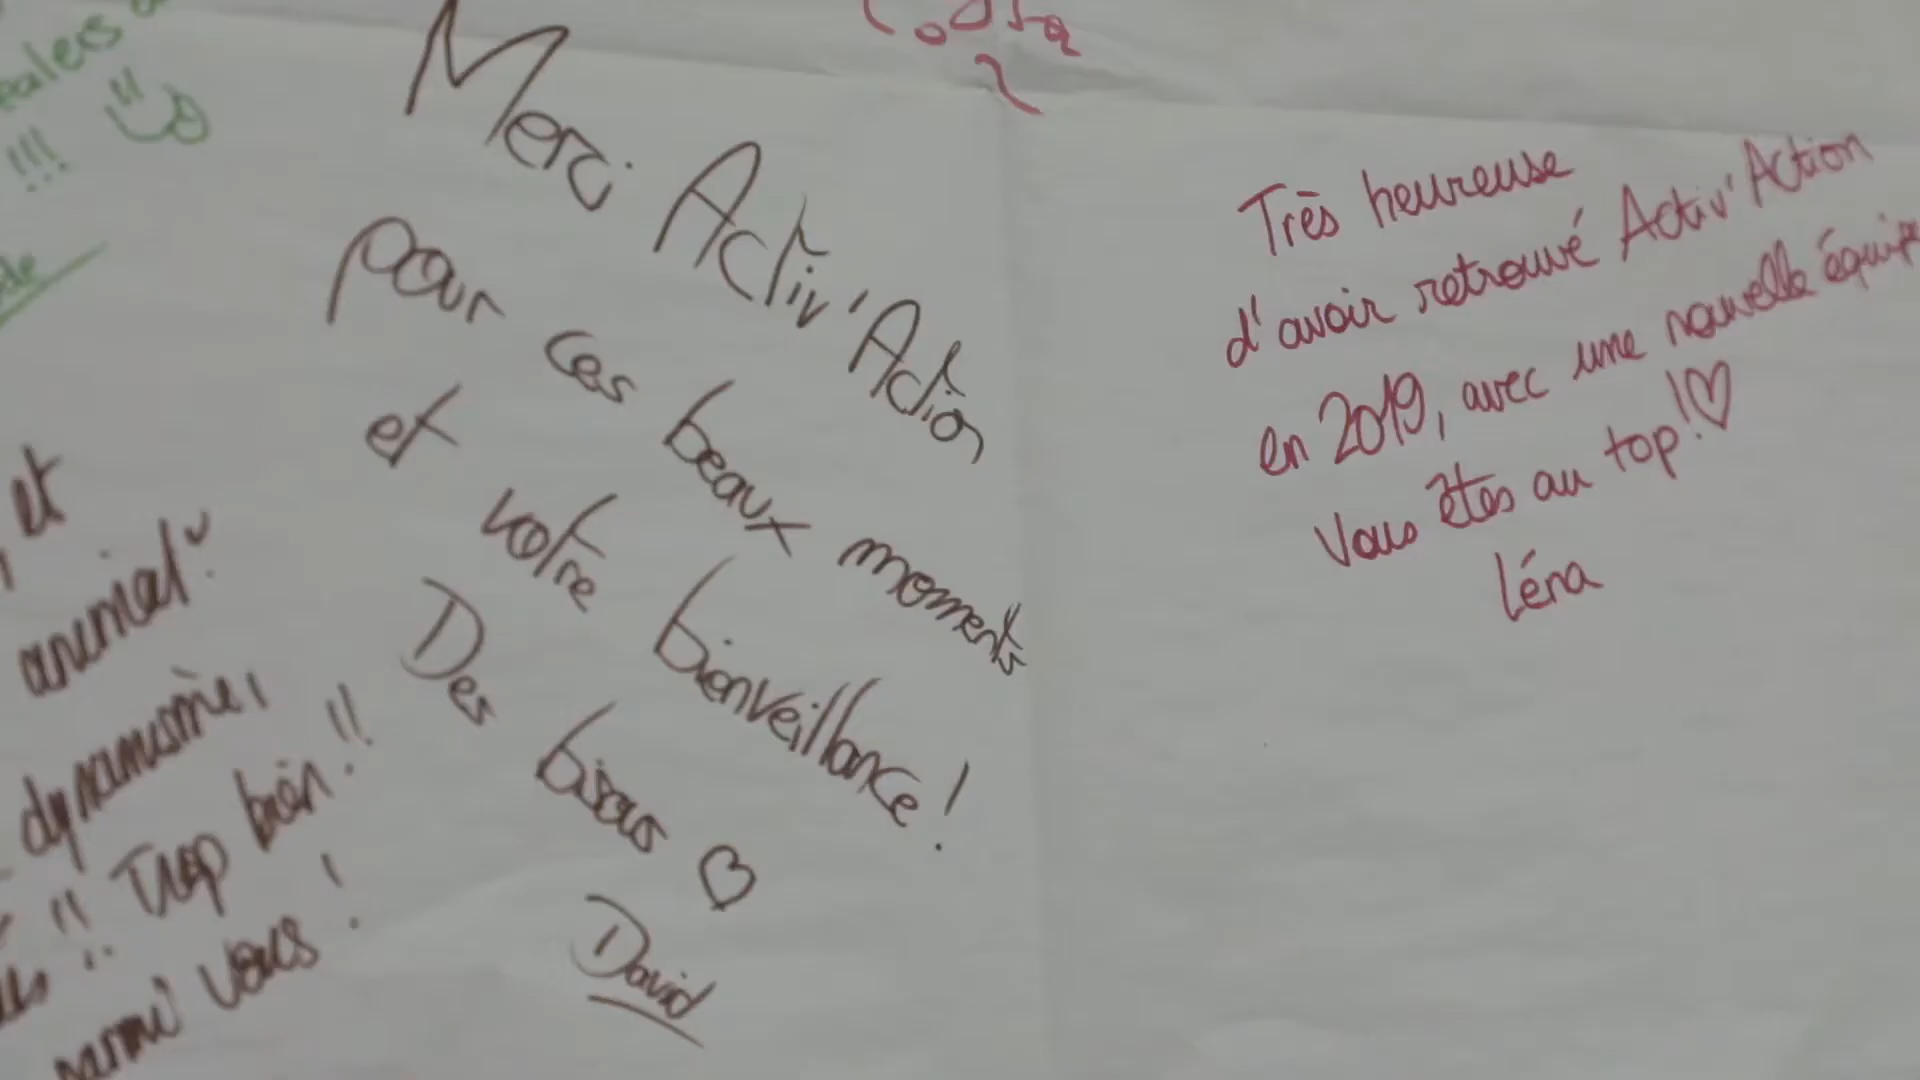 !!!
Merci Activ'Action
pour ces beaux moments
et votre bienveillance !
Des bisous ♡
David
Très heureuse
d'avoir retrouvé Activ'Action
en 2019, avec une nouvelle équipe
Vous êtes au top! ♡
Léna
et
animal"
dynamisme,
!! Trop bien !!
parmi vous !